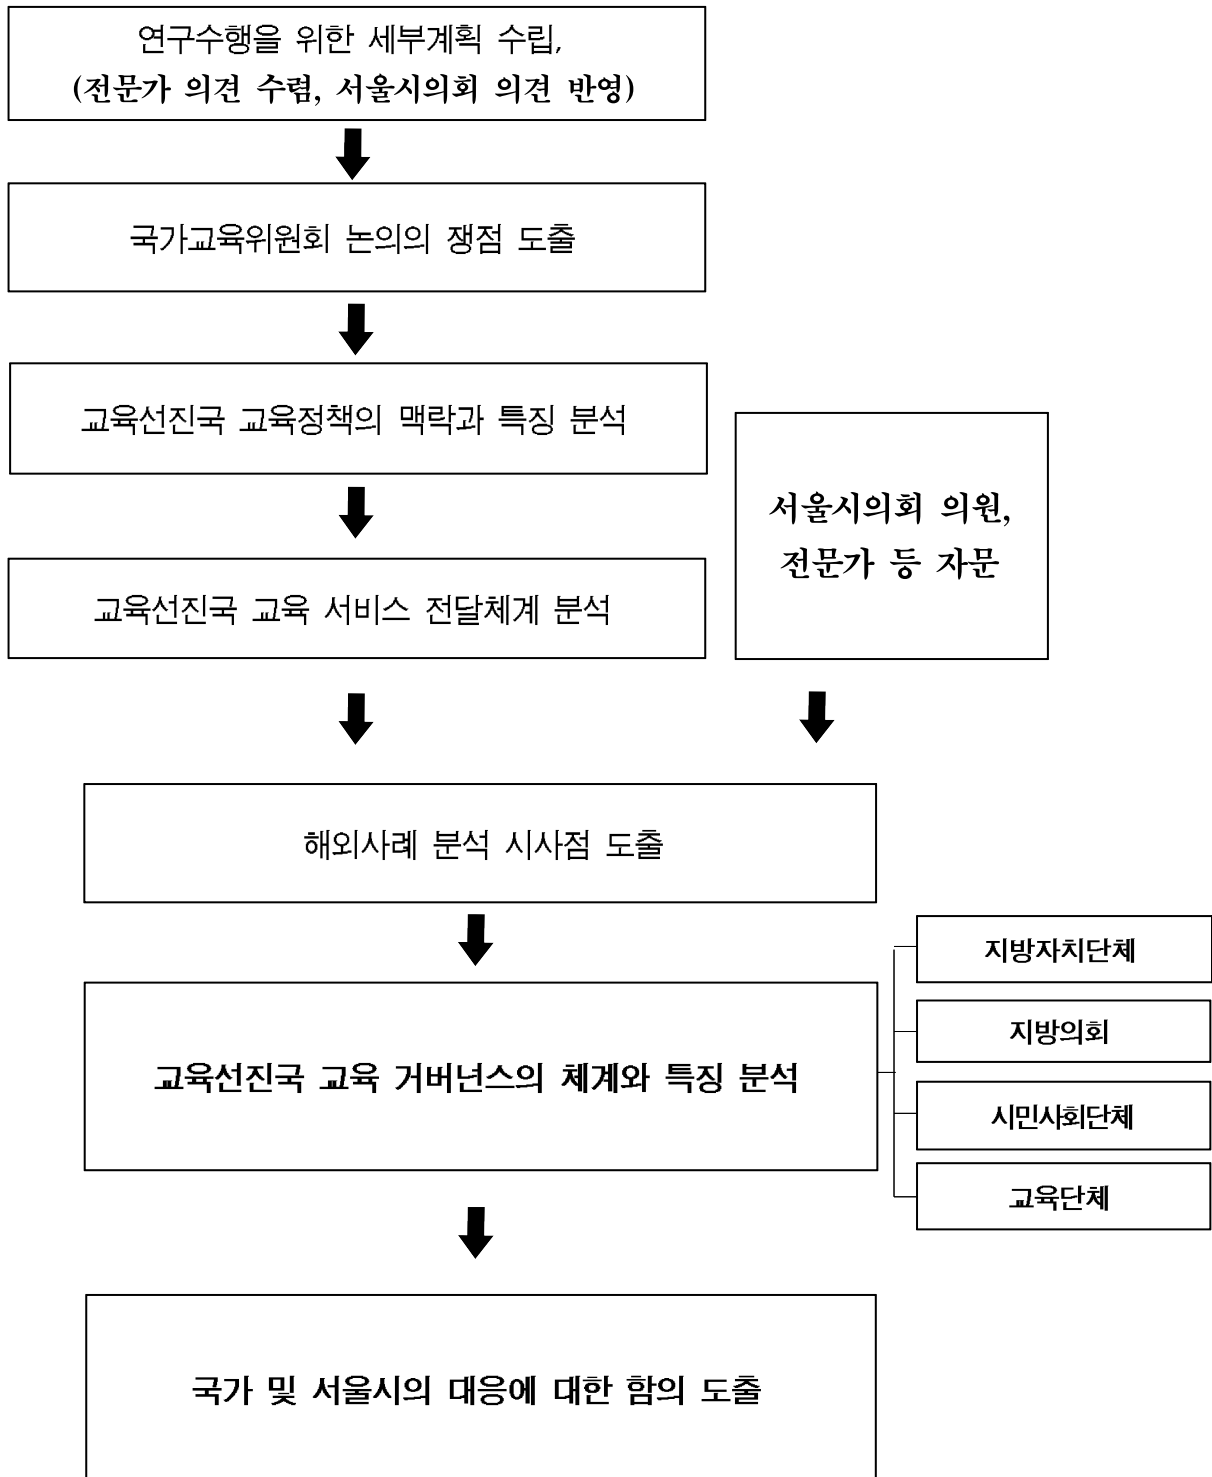 연구수행을 위한 세부계획 수립,
(전문가 의견 수렴, 서울시의회 의견 반영)
국가교육위원회 논의의 쟁점 도출
교육선진국 교육정책의 맥락과 특징 분석
서울시의회 의원,
전문가 등 자문
교육선진국 교육 서비스 전달체계 분석
해외사례 분석 시사점 도출
교육선진국 교육 거버넌스의 체계와 특징 분석
지방자치단체
지방의회
시민사회단체
교육단체
국가 및 서울시의 대응에 대한 함의 도출